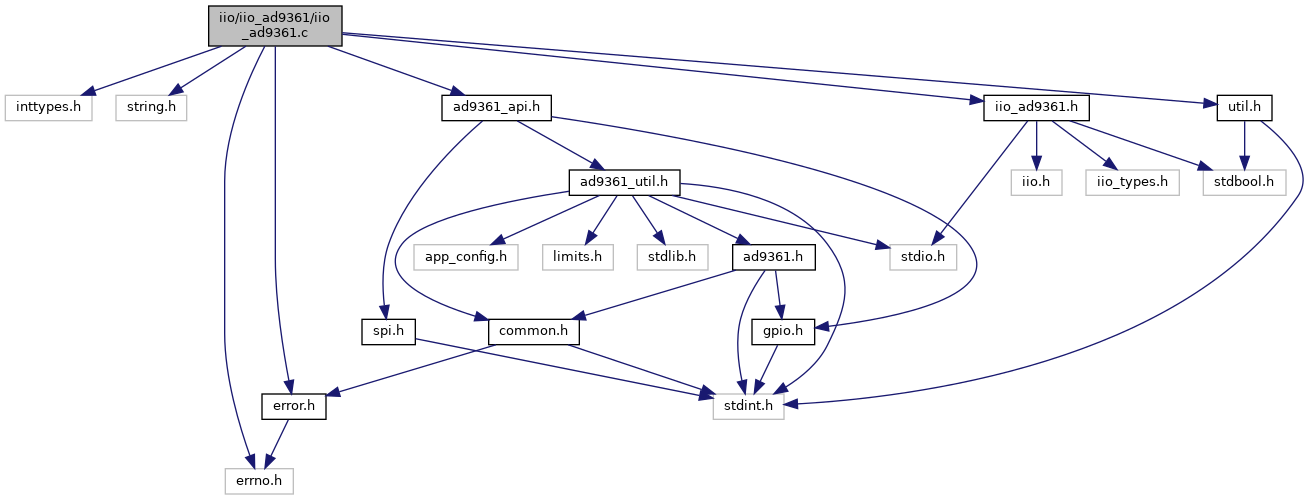 iio/iio_ad9361/iio
_ad9361.c
inttypes.h
string.h
ad9361_api.h
iio_ad9361.h
util.h
ad9361_util.h
iio.h
iio_types.h
stdbool.h
app_config.h
limits.h
stdlib.h
ad9361.h
stdio.h
spi.h
common.h
gpio.h
error.h
stdint.h
errno.h